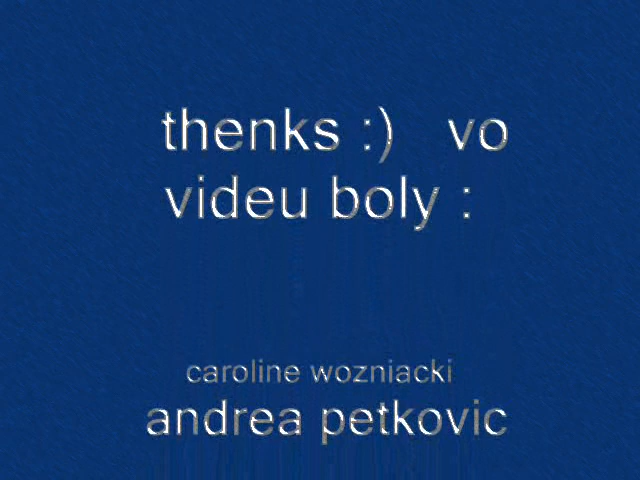 thenks :) vo
videu boly :
caroline wozniacki
andrea petkovic